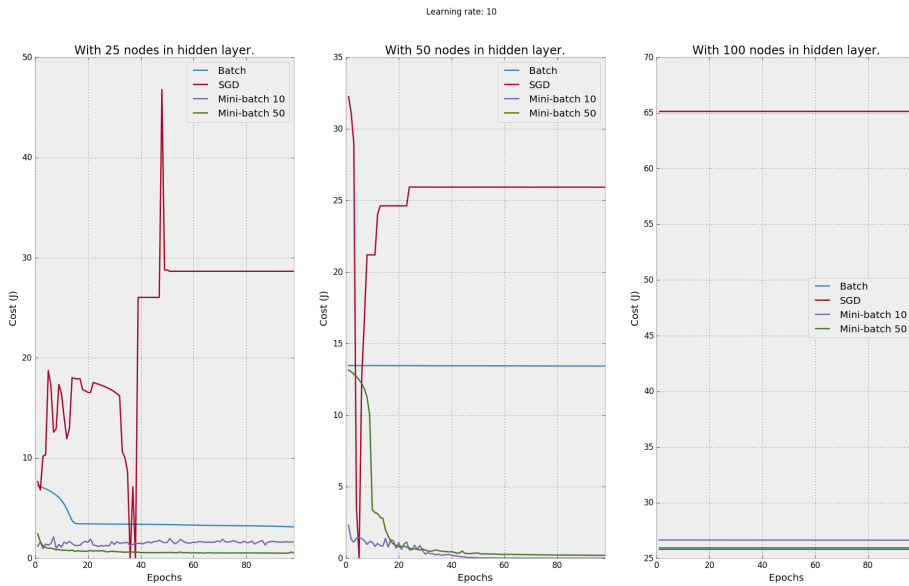 Learning rate: 10
With 25 nodes in hidden layer.
50
40
30
20
10
0
0
20
40
60
80
Cost (J)
Epochs
Batch
SGD
Mini-batch 10
Mini-batch 50
With 50 nodes in hidden layer.
35
30
25
20
15
10
5
0
0
20
40
60
80
Cost (J)
Epochs
Batch
SGD
Mini-batch 10
Mini-batch 50
With 100 nodes in hidden layer.
70
65
60
55
50
45
40
35
30
25
0
20
40
60
80
Cost (J)
Epochs
Batch
SGD
Mini-batch 10
Mini-batch 50